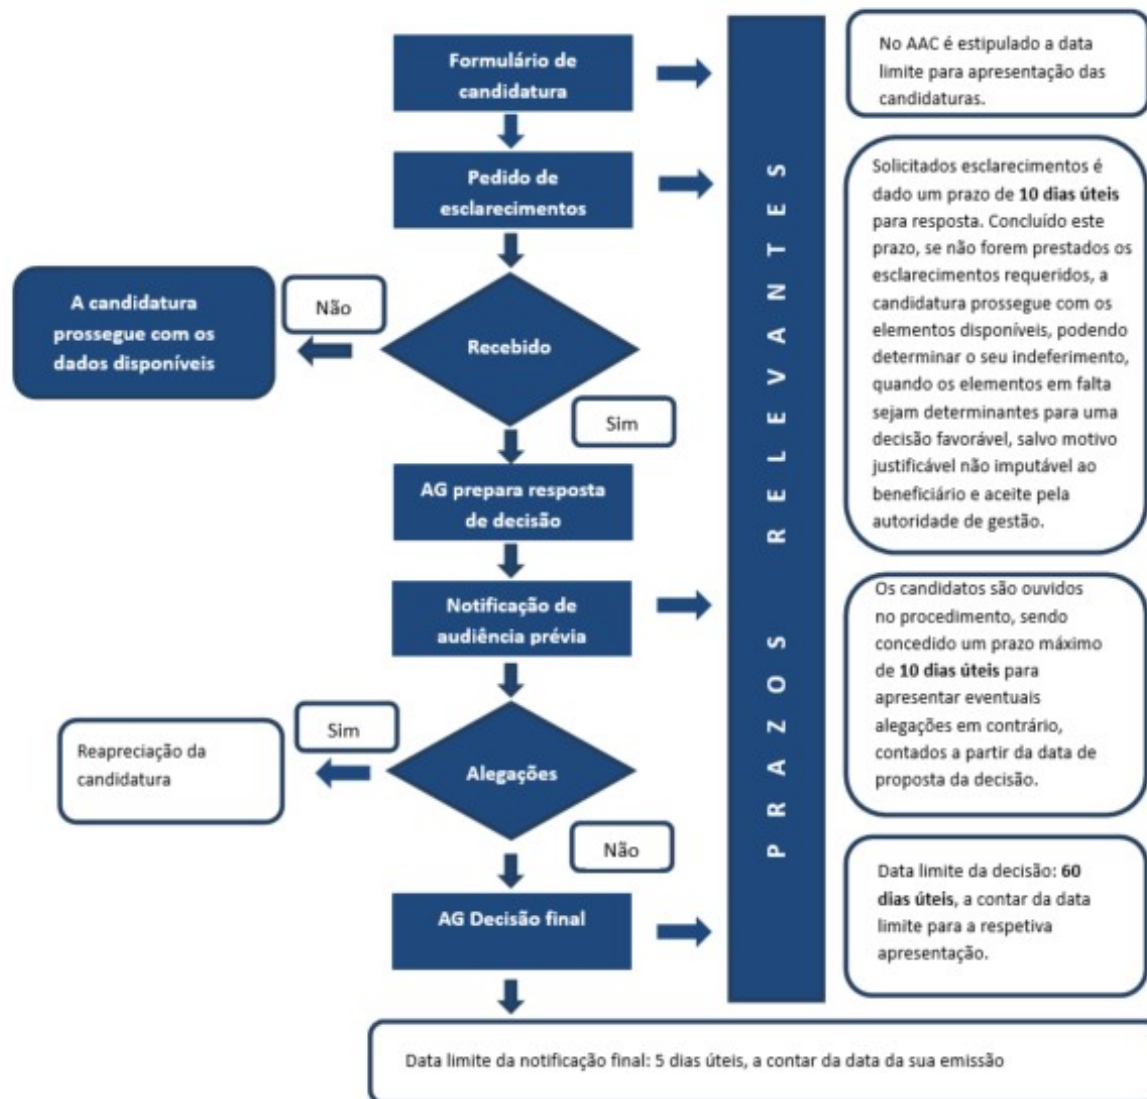 Formulário de
candidatura
No AAC é estipulado a data
limite para apresentação das
candidaturas.
Pedido de
esclarecimentos
Solicitados esclarecimentos é
dado um prazo de 10 dias úteis
para resposta. Concluído este
prazo, se não forem prestados os
esclarecimentos requeridos, a
candidatura prossegue com os
elementos disponíveis, podendo
determinar o seu indeferimento,
quando os elementos em falta
sejam determinantes para uma
decisão favorável, salvo motivo
justificável não imputável ao
beneficiário e aceite pela
autoridade de gestão.
A candidatura
prossegue com os
dados disponíveis
Não
Recebido
Sim
AG prepara resposta
de decisão
Notificação de
audiência prévia
Os candidatos são ouvidos
no procedimento, sendo
concedido um prazo máximo
de 10 dias úteis para
apresentar eventuais
alegações em contrário,
contados a partir da data de
proposta da decisão.
Reapreciação da
candidatura
Sim
Alegações
Não
AG Decisão final
Data limite da decisão: 60
dias úteis, a contar da data
limite para a respetiva
apresentação.
PRAZOS RELEVANTES
Data limite da notificação final: 5 dias úteis, a contar da data da sua emissão